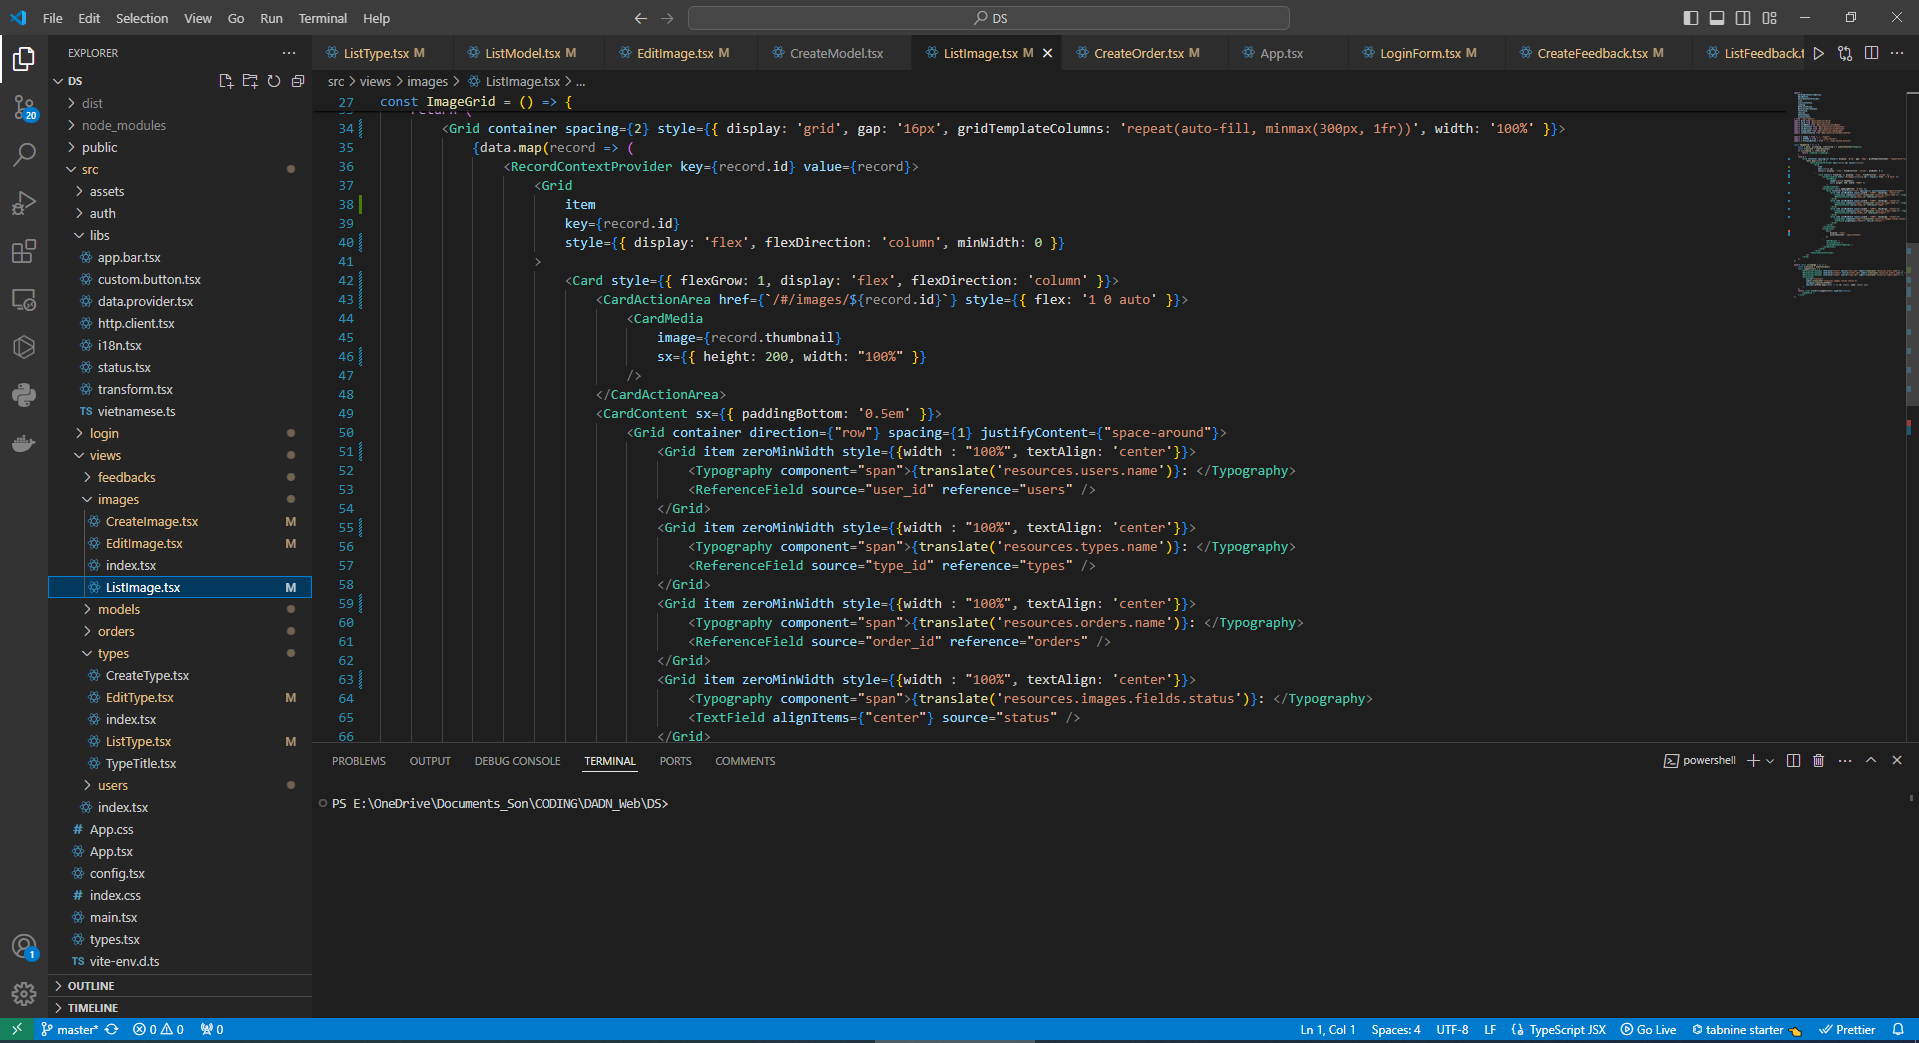 File Edit Selection View Go Run Terminal Help
DS
EXPLORER
DS
dist
node_modules
public
src
assets
auth
libs
app.bar.tsx
custom.button.tsx
data.provider.tsx
http.client.tsx
i18n.tsx
status.tsx
transform.tsx
TS vietnamese.ts
login
views
feedbacks
images
CreateImage.tsx M
EditImage.tsx M
index.tsx
ListImage.tsx M
models
orders
types
CreateType.tsx
EditType.tsx M
index.tsx
ListType.tsx M
TypeTitle.tsx
users
index.tsx
# App.css
App.tsx
config.tsx
# index.css
main.tsx
types.tsx
TS vite-env.d.ts
OUTLINE
TIMELINE
20
1
ListType.tsx M ListModel.tsx M EditImage.tsx M CreateModel.tsx ListImage.tsx M CreateOrder.tsx M App.tsx LoginForm.tsx M CreateFeedback.tsx M ListFeedback.t
src > views > images > ListImage.tsx > ...
27 const ImageGrid = () => {
return (
34 <Grid container spacing={2} style={{ display: 'grid', gap: '16px', gridTemplateColumns: 'repeat(auto-fill, minmax(300px, 1fr))', width: '100%' }}>
35 {data.map(record => (
36 <RecordContextProvider key={record.id} value={record}>
37 <Grid
38 item
39 key={record.id}
40 style={{ display: 'flex', flexDirection: 'column', minWidth: 0 }}
41 >
42 <Card style={{ flexGrow: 1, display: 'flex', flexDirection: 'column' }}>
43 <CardActionArea href={`/#/images/${record.id}`} style={{ flex: '1 0 auto' }}>
44 <CardMedia
45 image={record.thumbnail}
46 sx={{ height: 200, width: "100%" }}
47 />
48 </CardActionArea>
49 <CardContent sx={{ paddingBottom: '0.5em' }}>
50 <Grid container direction={"row"} spacing={1} justifyContent={"space-around"}>
51 <Grid item zeroMinWidth style={{width : "100%", textAlign: 'center'}}>
52 <Typography component="span">{translate('resources.users.name')}: </Typography>
53 <ReferenceField source="user_id" reference="users" />
54 </Grid>
55 <Grid item zeroMinWidth style={{width : "100%", textAlign: 'center'}}>
56 <Typography component="span">{translate('resources.types.name')}: </Typography>
57 <ReferenceField source="type_id" reference="types" />
58 </Grid>
59 <Grid item zeroMinWidth style={{width : "100%", textAlign: 'center'}}>
60 <Typography component="span">{translate('resources.orders.name')}: </Typography>
61 <ReferenceField source="order_id" reference="orders" />
62 </Grid>
63 <Grid item zeroMinWidth style={{width : "100%", textAlign: 'center'}}>
64 <Typography component="span">{translate('resources.images.fields.status')}: </Typography>
65 <TextField alignItems={"center"} source="status" />
66 </Grid>
PROBLEMS OUTPUT DEBUG CONSOLE TERMINAL PORTS COMMENTS
powershell
PS E:\OneDrive\Documents_Son\CODING\DADN_Web\DS>
master* 0 0 0
Ln 1, Col 1 Spaces: 4 UTF-8 LF TypeScript JSX Go Live tabnine starter Prettier